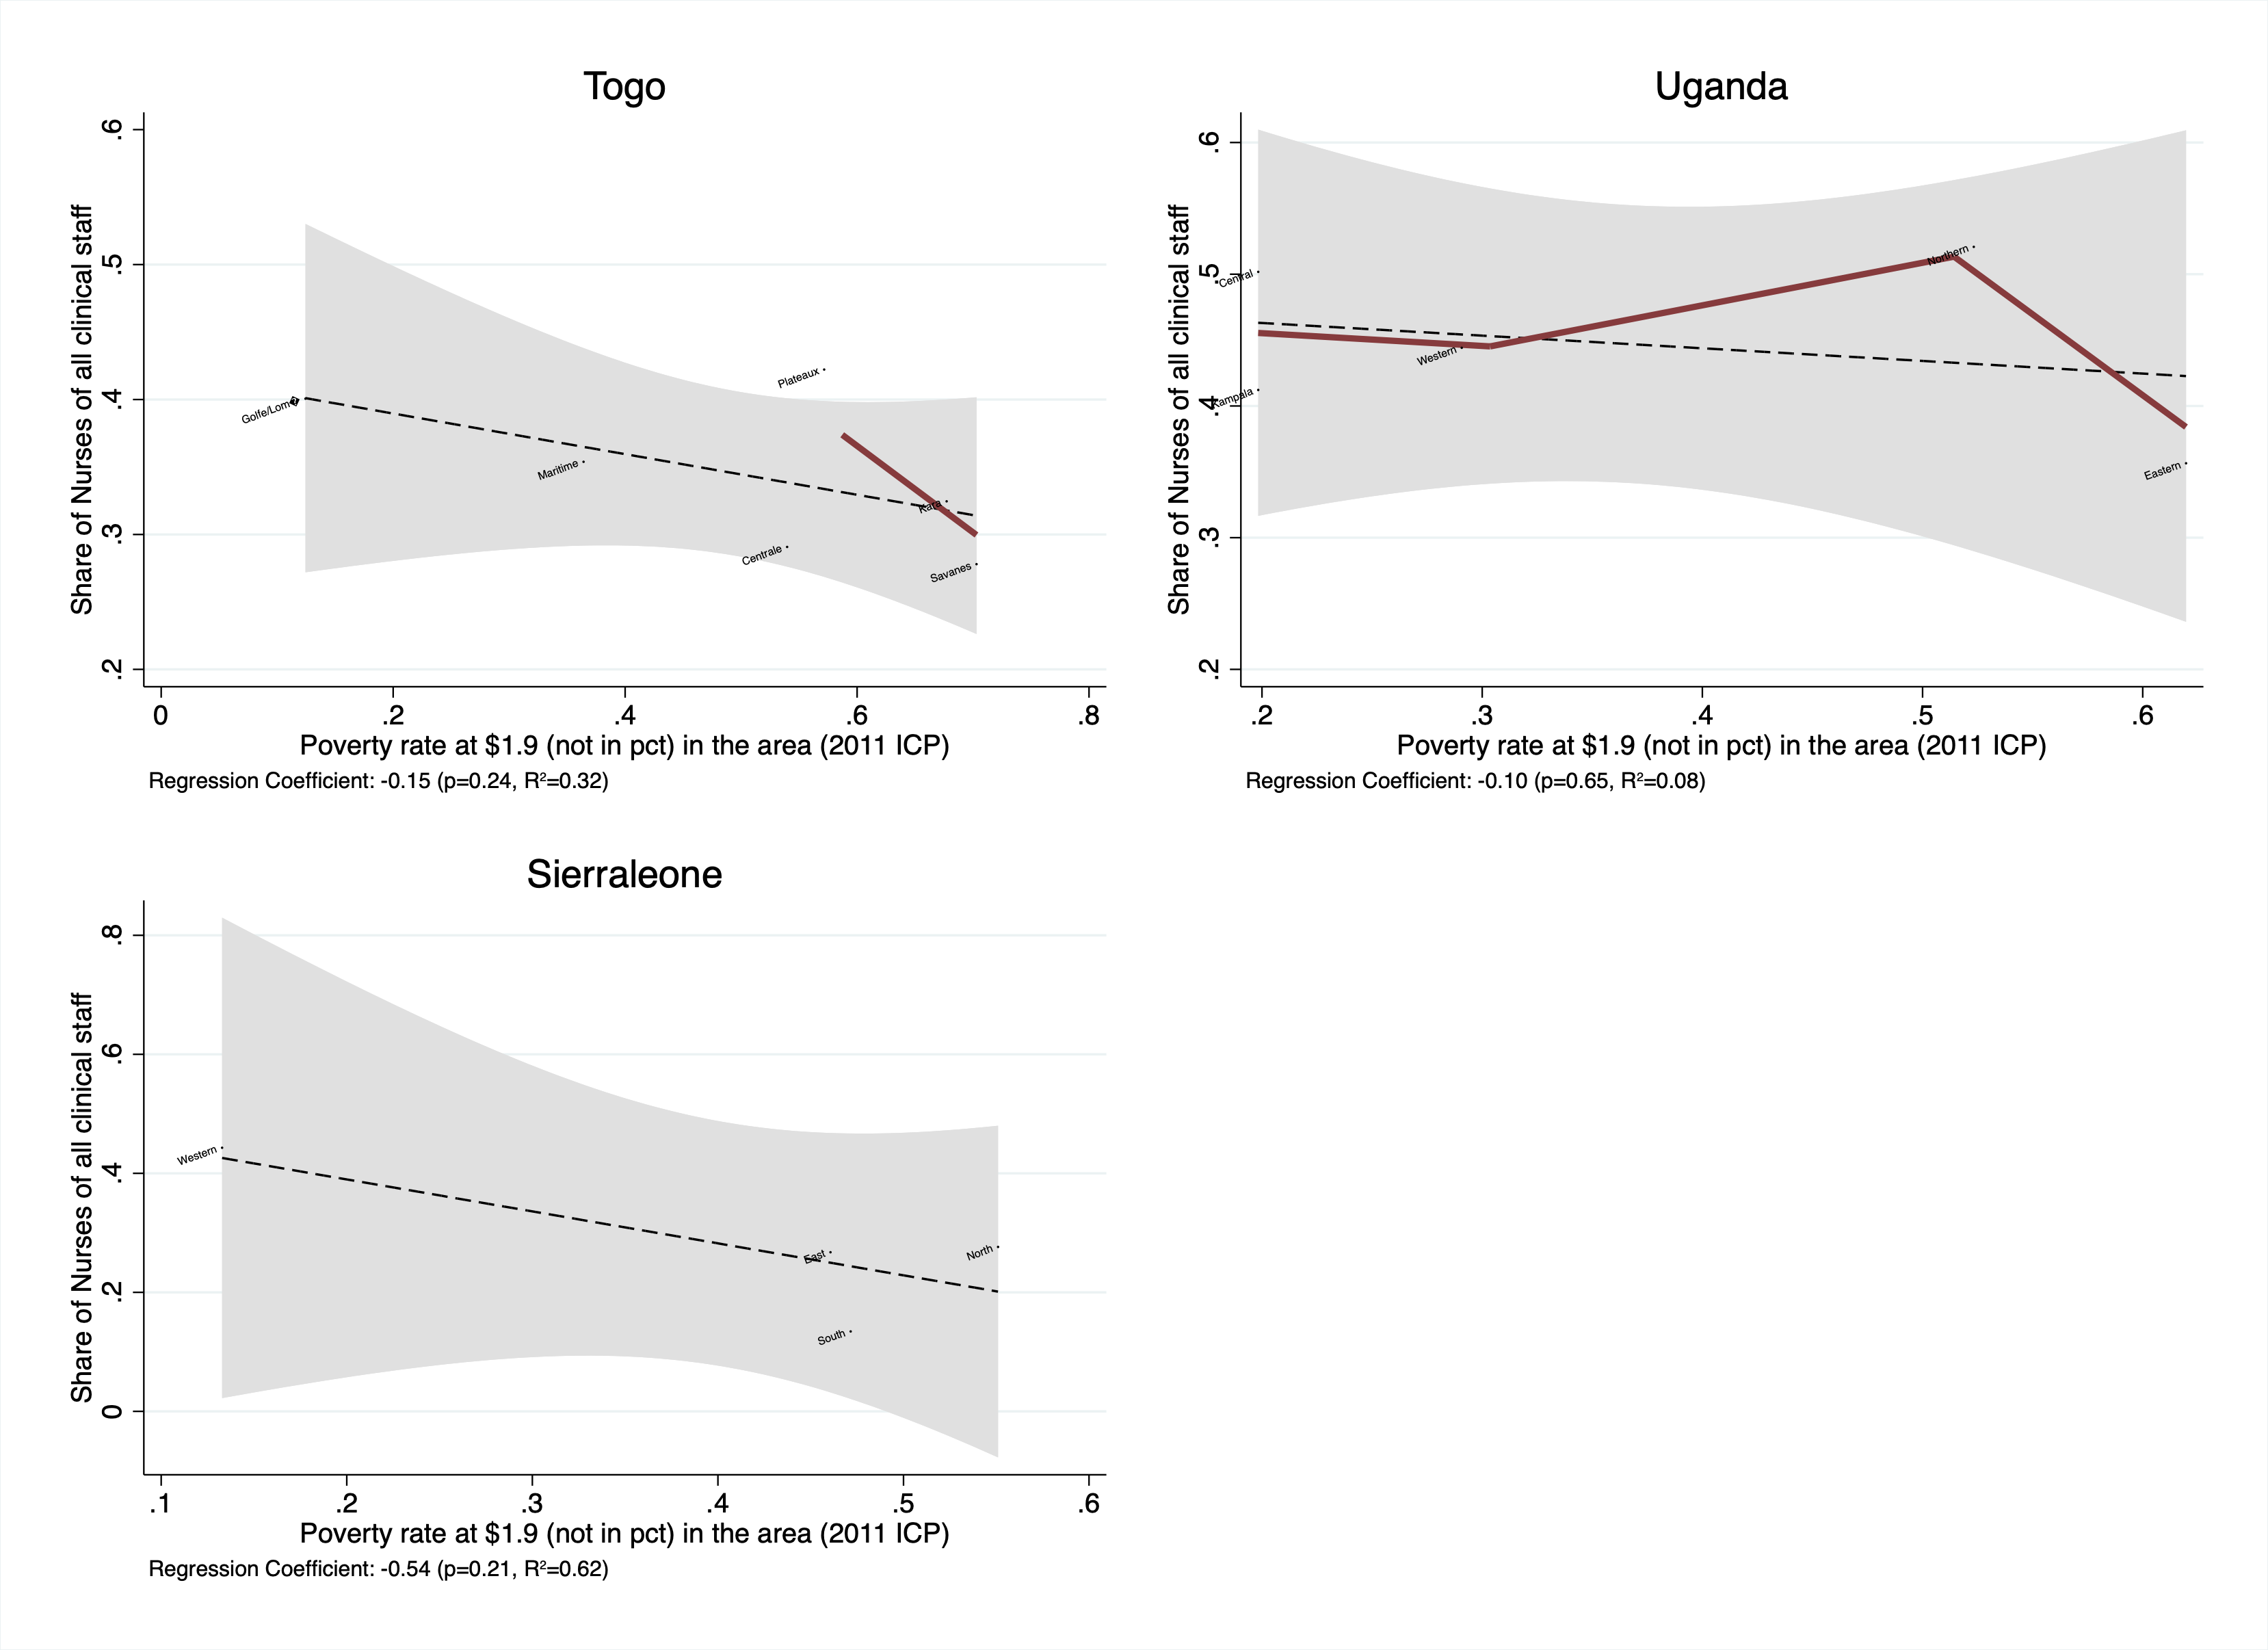 Togo
Share of Nurses of all clinical staff
.6
.5
.4
.3
.2
Plateaux
Golfe/Lom�
Maritime
Kara
Centrale
Savanes
0 .2 .4 .6 .8
Poverty rate at $1.9 (not in pct) in the area (2011 ICP)
Regression Coefficient: -0.15 (p=0.24, R²=0.32)
Uganda
Share of Nurses of all clinical staff
.6
.5
.4
.3
.2
Northern
Central
Western
Kampala
Eastern
.2 .3 .4 .5 .6
Poverty rate at $1.9 (not in pct) in the area (2011 ICP)
Regression Coefficient: -0.10 (p=0.65, R²=0.08)
Sierraleone
Share of Nurses of all clinical staff
.8
.6
.4
.2
0
Western
East
North
South
.1 .2 .3 .4 .5 .6
Poverty rate at $1.9 (not in pct) in the area (2011 ICP)
Regression Coefficient: -0.54 (p=0.21, R²=0.62)